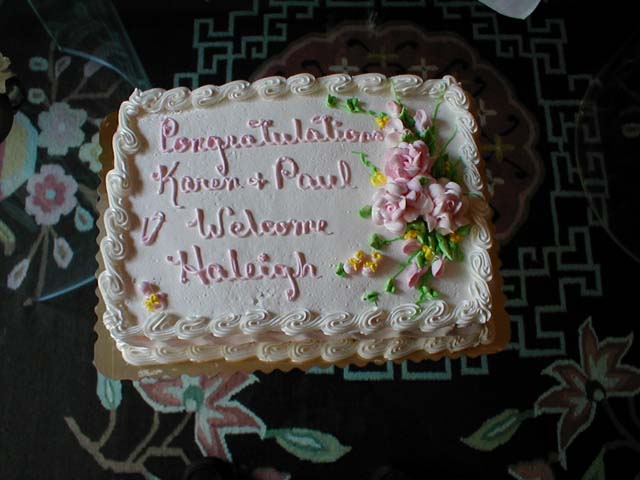 Congratulations
Karen + Paul
Welcome
Haleigh